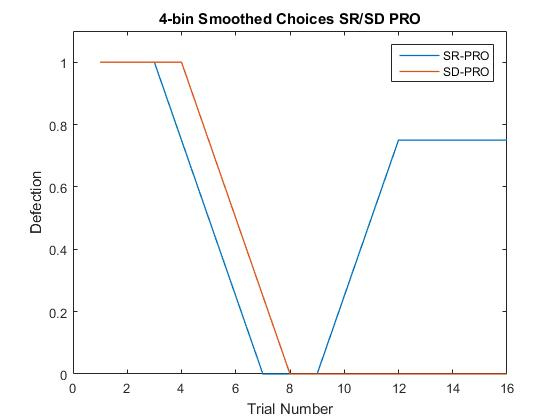 4-bin Smoothed Choices SR/SD PRO
SR-PRO
SD-PRO
1
0.8
0.6
0.4
0.2
0
Defection
0 2 4 6 8 10 12 14 16
Trial Number